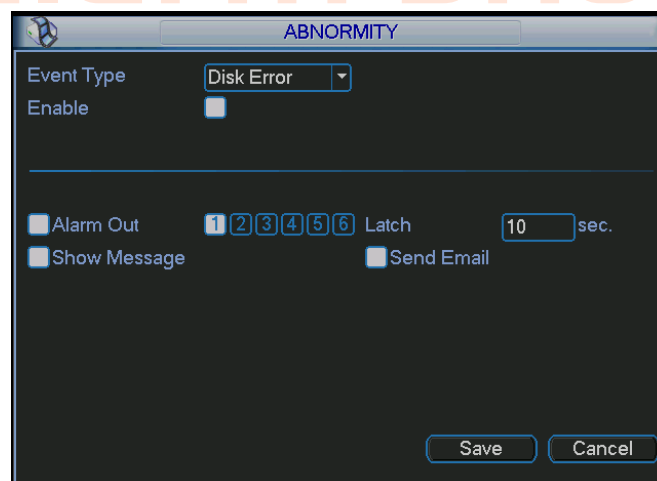 ABNORMITY
Event Type Disk Error
Enable
Alarm Out 1 2 3 4 5 6 Latch 10 sec.
Show Message Send Email
Save Cancel